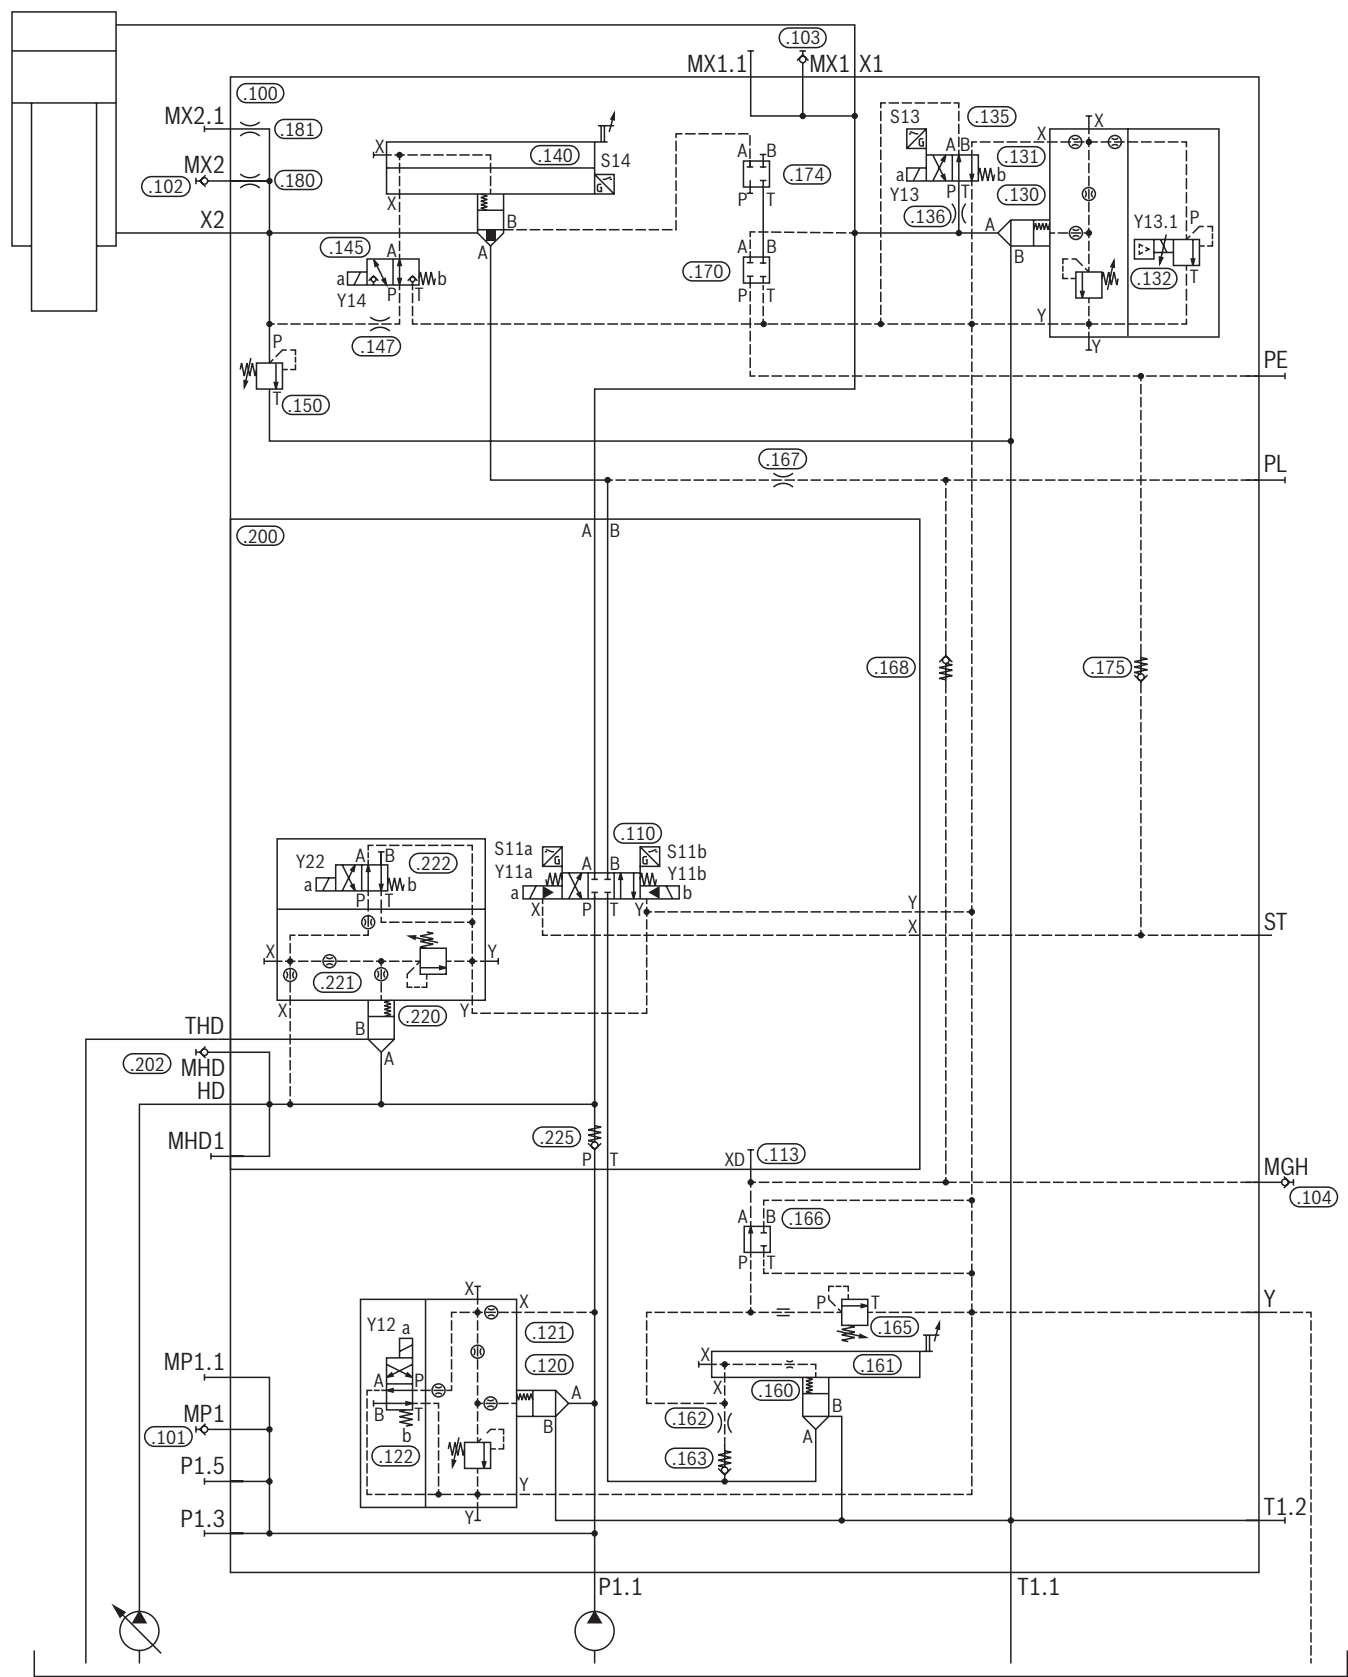 .103
MX1.1
MX1
X1
.100
MX2.1
.181
MX2
.102
.180
X2
X
.140
S14
X
B
A
.145
A
a
P
T
b
Y14
.147
P
T
.150
A
B
.174
P
T
A
B
.170
P
T
S13
.135
A
B
.131
a
b
Y13
P
T
.130
.136
A
B
X
X
Y13.1
P
.132
T
Y
Y
PE
.167
PL
.200
A
B
.168
.175
S11a
.110
S11b
Y11a
A
B
Y11b
a
b
X
P
T
Y
Y
X
ST
Y22
A
B
.222
a
b
P
T
X
Y
.221
X
Y
.220
B
A
THD
.202
MHD
HD
MHD1
.225
P
T
XD
.113
MGH
.104
A
B
.166
P
T
X
X
Y12
a
.121
.120
A
P
B
T
b
.122
A
B
Y
Y
P
T
.165
Y
X
.161
X
.160
B
A
.162
.163
MP1.1
MP1
.101
P1.5
P1.3
T1.2
P1.1
T1.1